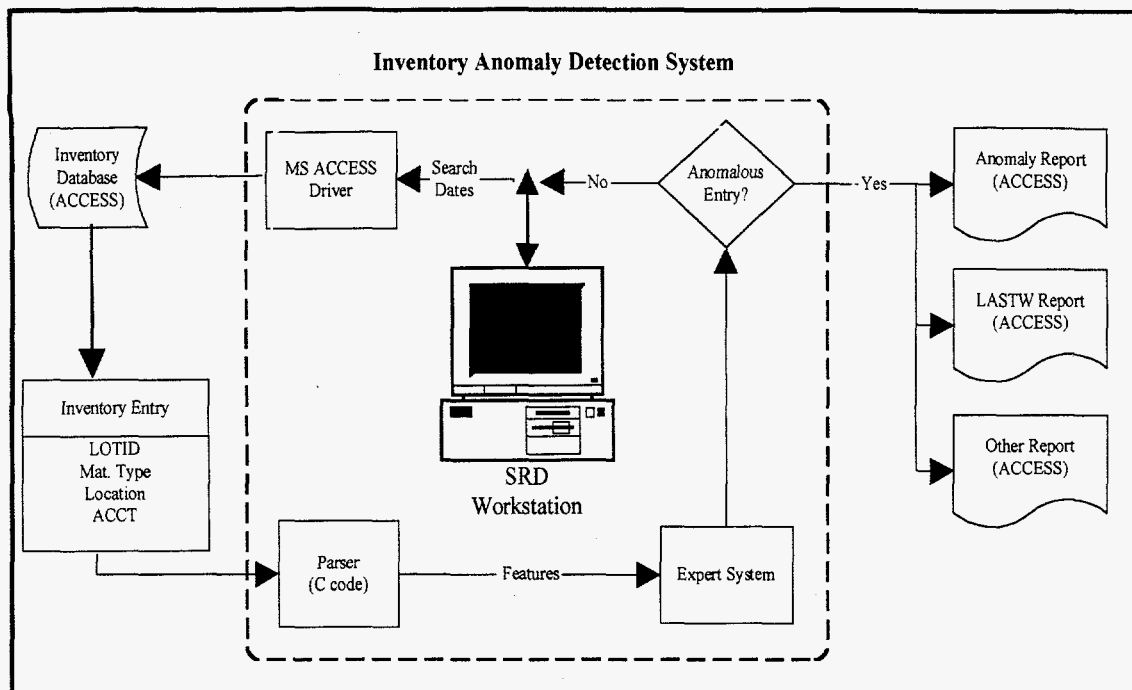 Inventory Anomaly Detection System
Inventory
Database
(ACCESS)
MS ACCESS
Driver
Search
Dates
No
Anomalous
Entry?
Yes
Anomaly Report
(ACCESS)
LASTW Report
(ACCESS)
Other Report
(ACCESS)
Inventory Entry
LOTID
Mat. Type
Location
ACCT
SRD
Workstation
Parser
(C code)
Features
Expert System